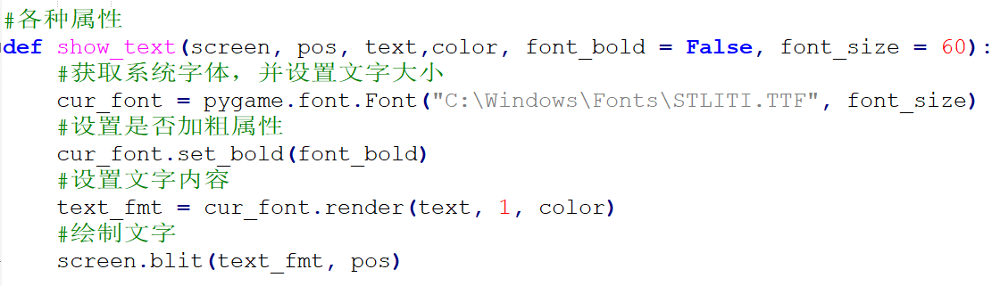 #各种属性
def show_text(screen, pos, text,color, font_bold = False, font_size = 60):
    #获取系统字体，并设置文字大小
    cur_font = pygame.font.Font("C:\Windows\Fonts\STLITI.TTF", font_size)
    #设置是否加粗属性
    cur_font.set_bold(font_bold)
    #设置文字内容
    text_fmt = cur_font.render(text, 1, color)
    #绘制文字
    screen.blit(text_fmt, pos)